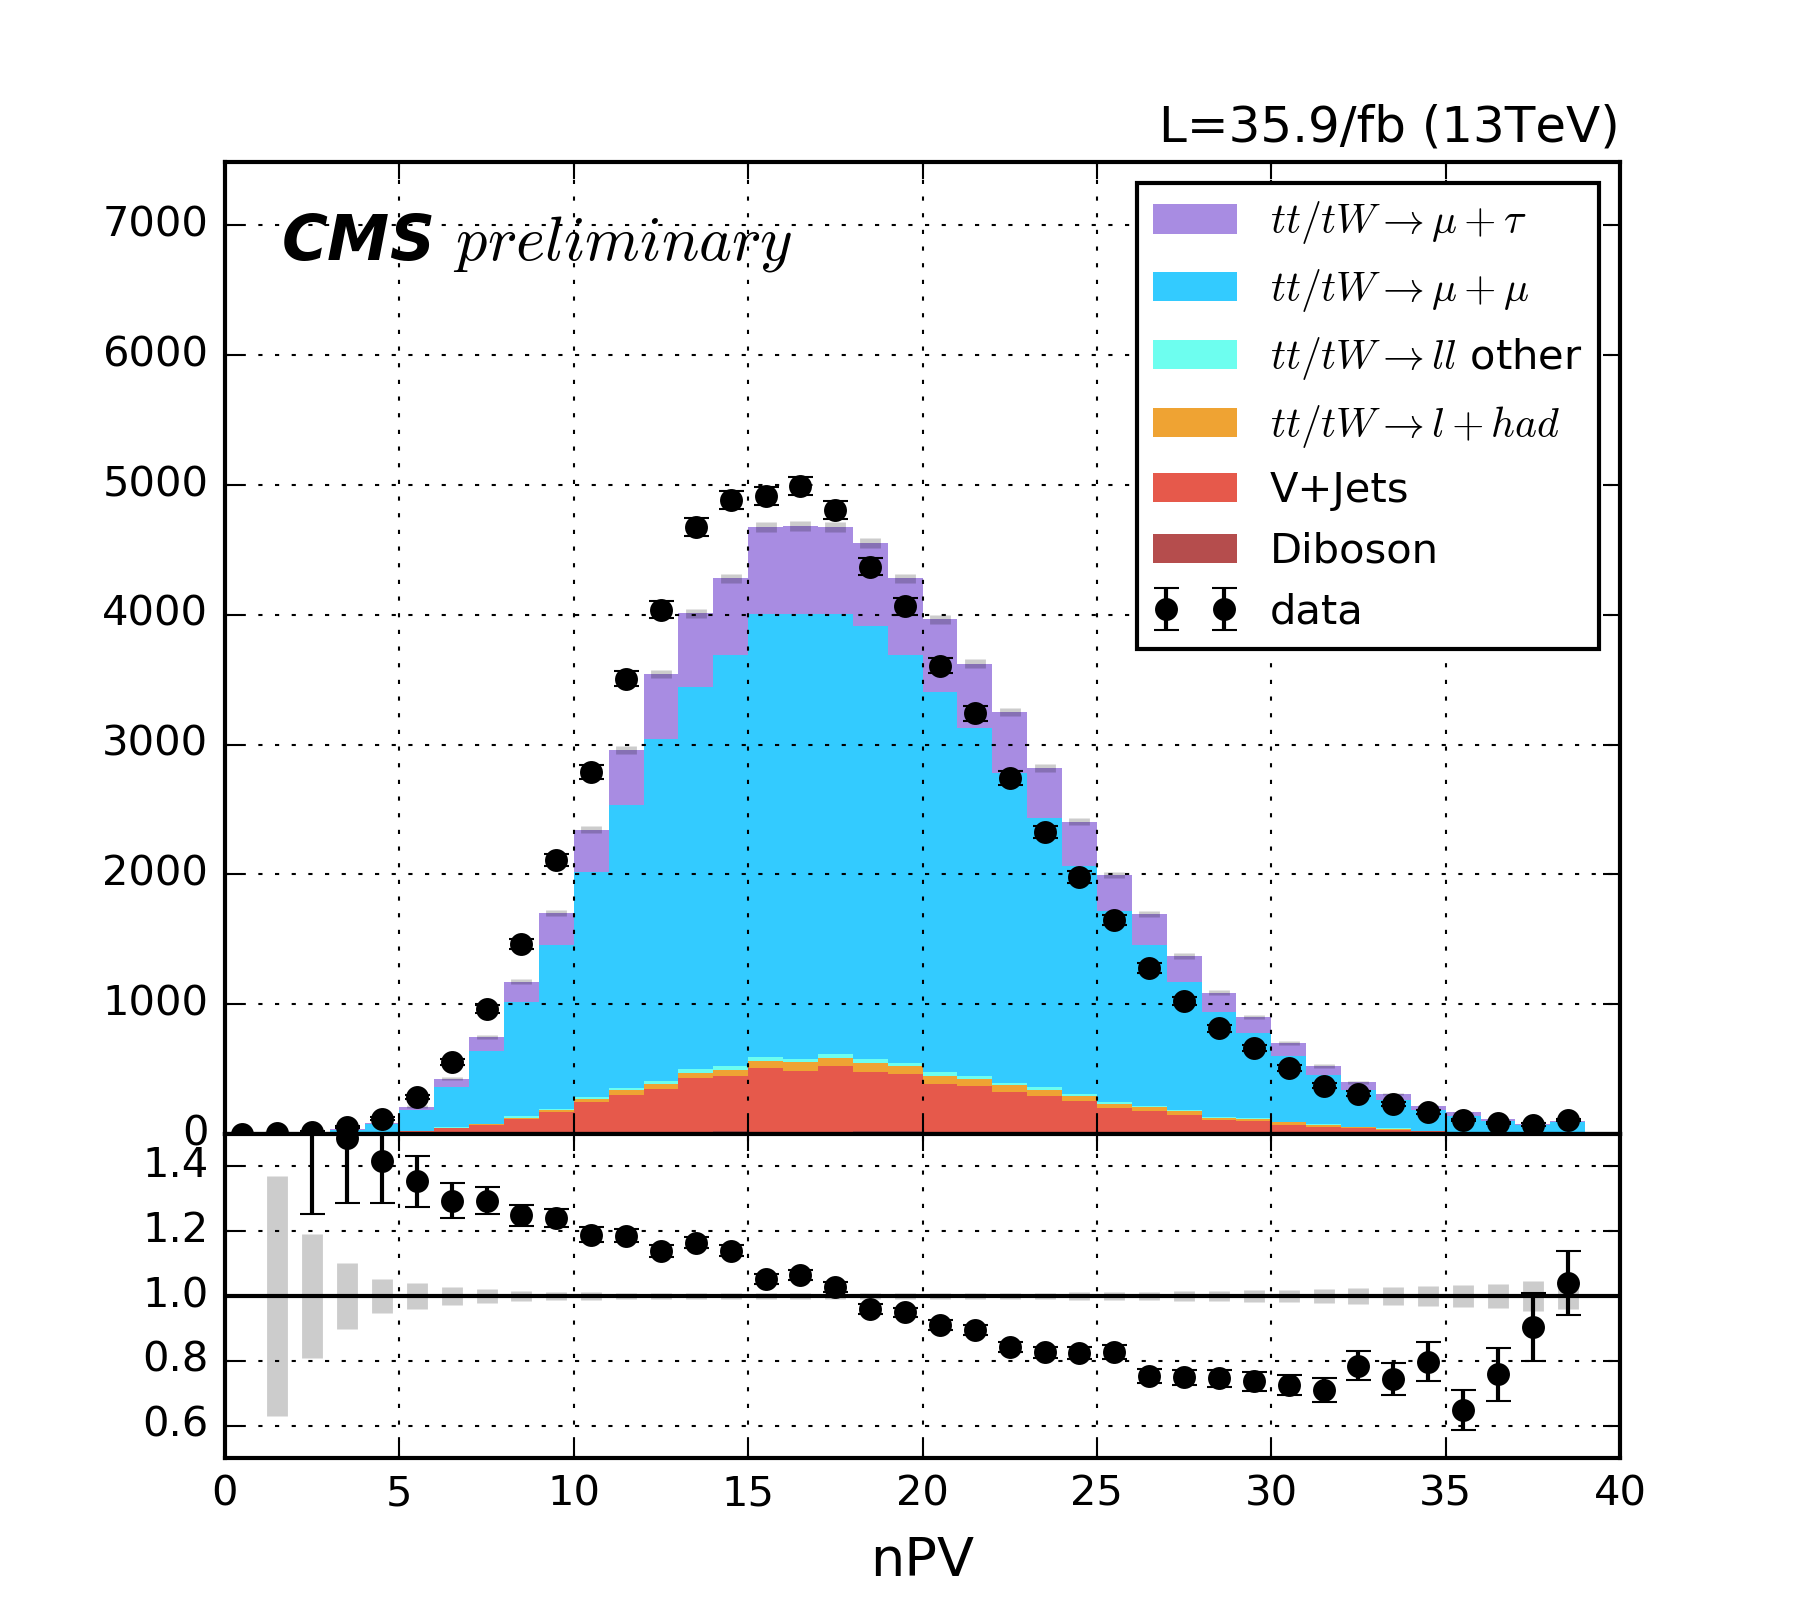 L=35.9/fb (13TeV)
CMS preliminary
tt/tW → μ + τ
tt/tW → μ + μ
tt/tW → ll other
tt/tW → l + had
V+Jets
Diboson
data
7000
6000
5000
4000
3000
2000
1000
0
1.4
1.2
1.0
0.8
0.6
0 5 10 15 20 25 30 35 40
nPV